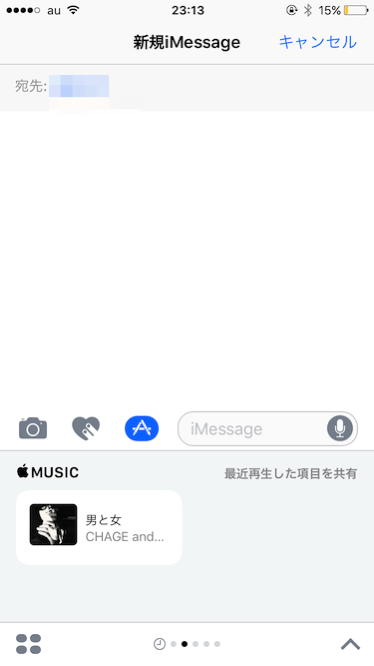 au 23:13 15%
新規iMessage キャンセル
宛先:
iMessage
MUSIC 最近再生した項目を共有
男と女
CHAGE and...